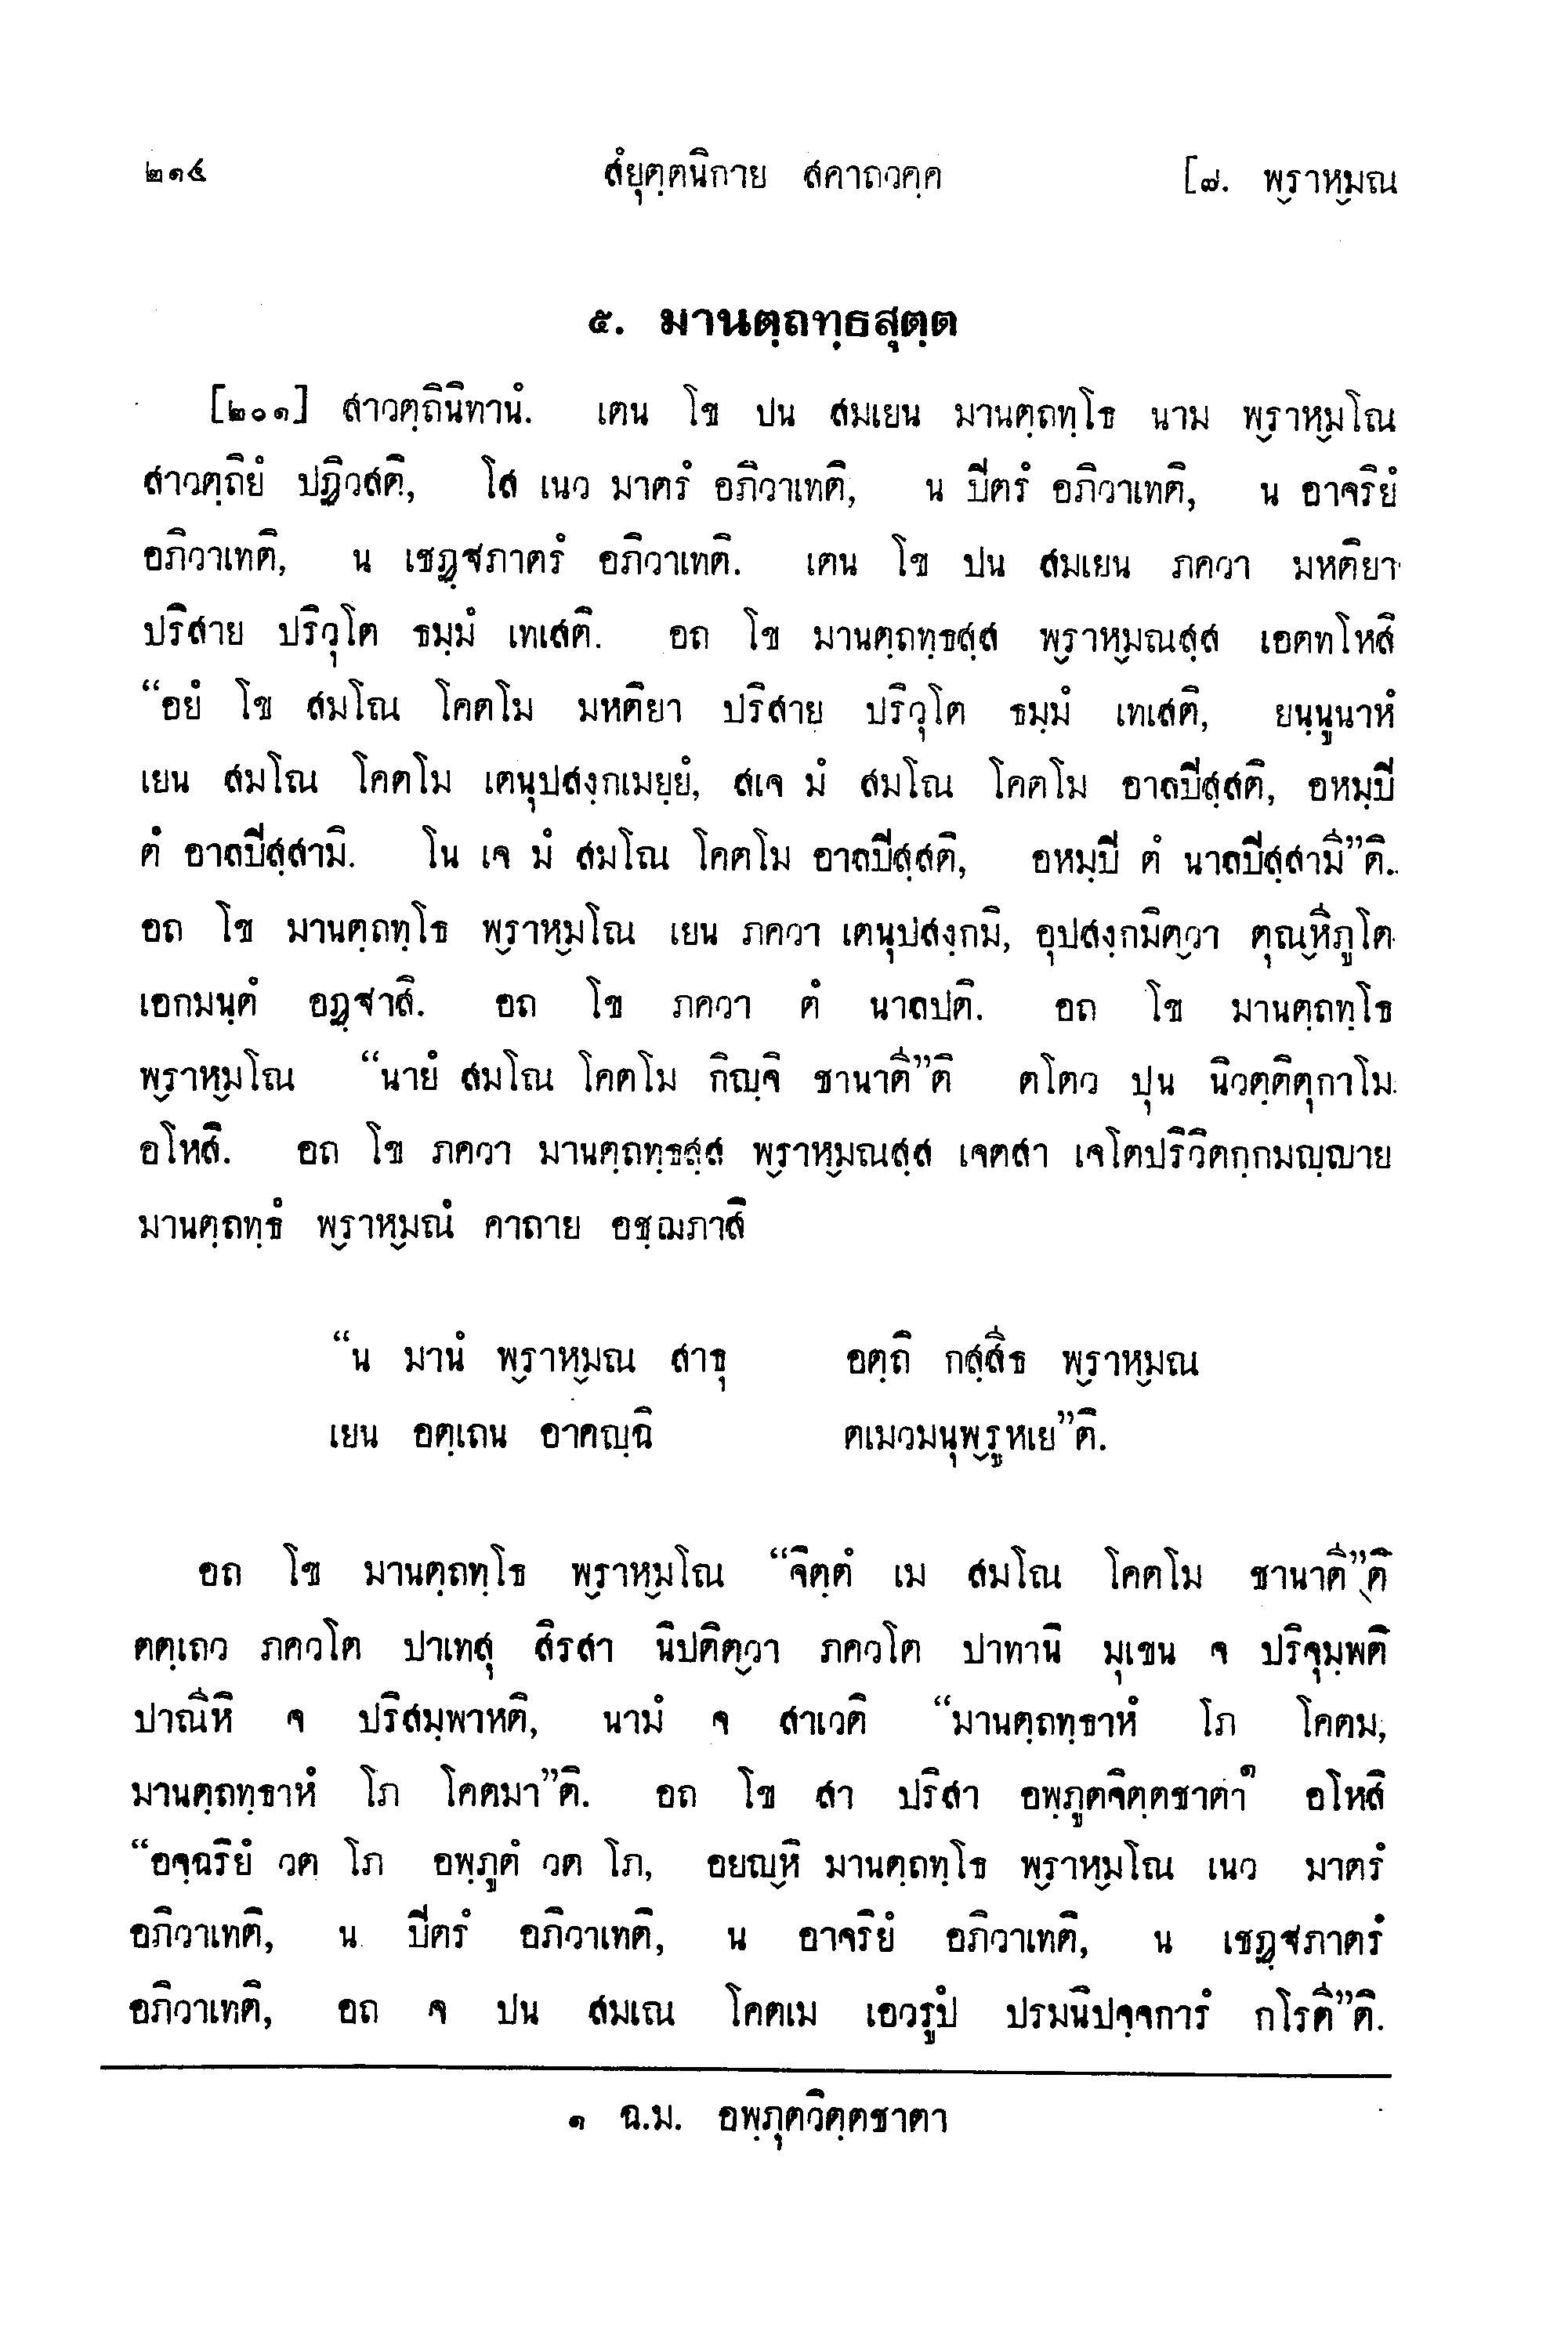 ๒๑๕ สํยุตฺตนิกาย สคาถวคฺค [๗. พฺราหฺมณ
๕. มานตฺถทฺธสุตฺต
[๒๐๑] สาวตฺถินิทานํ. เตน โข ปน สมเยน มานตฺถทฺโธ นาม พฺราหฺมโณ
สาวตฺถิยํ ปฏิวสติ, โส เนว มาตรํ อภิวาเทติ, น ปิตรํ อภิวาเทติ, น อาจริยํ
อภิวาเทติ, น เชฏฺฐภาตรํ อภิวาเทติ. เตน โข ปน สมเยน ภควา มหติยา
ปริสาย ปริวุโต ธมฺมํ เทเสติ. อถ โข มานตฺถทฺธสฺส พฺราหฺมณสฺส เอตทโหสิ
“อยํ โข สมโณ โคตโม มหติยา ปริสาย ปริวุโต ธมฺมํ เทเสติ, ยนฺนูนาหํ
เยน สมโณ โคตโม เตนุปสงฺกเมยฺยํ, สเจ มํ สมโณ โคตโม อาลปิสฺสติ, อหมฺปิ
ตํ อาลปิสฺสามิ. โน เจ มํ สมโณ โคตโม อาลปิสฺสติ, อหมฺปิ ตํ นาลปิสฺสามี”ติ.
อถ โข มานตฺถทฺโธ พฺราหฺมโณ เยน ภควา เตนุปสงฺกมิ, อุปสงฺกมิตฺวา ตุณฺหีภูโต
เอกมนฺตํ อฏฺฐาสิ. อถ โข ภควา ตํ นาลปติ. อถ โข มานตฺถทฺโธ
พฺราหฺมโณ “นายํ สมโณ โคตโม กิญฺจิ ชานาตี”ติ ตโตว ปุน นิวตฺติตุกาโม
อโหสิ. อถ โข ภควา มานตฺถทฺธสฺส พฺราหฺมณสฺส เจตสา เจโตปริวิตกฺกมญฺญาย
มานตฺถทฺธํ พฺราหฺมณํ คาถาย อชฺฌภาสิ
“น มานํ พฺราหฺมณ สาธุ อตฺถิ กสฺสีธ พฺราหฺมณ
เยน อตฺเถน อาคญฺฉิ ตเมวมนุพฺรูหเย”ติ.
อถ โข มานตฺถทฺโธ พฺราหฺมโณ “จิตฺตํ เม สมโณ โคตโม ชานาตี”ติ
ตตฺเถว ภควโต ปาเทสุ สิรสา นิปติตฺวา ภควโต ปาทานิ มุเขน จ ปริจุมฺพติ
ปาณีหิ จ ปริสมฺพาหติ, นามํ จ สาเวติ “มานตฺถทฺธาหํ โภ โคตม,
มานตฺถทฺธาหํ โภ โคตมา”ติ. อถ โข สา ปริสา อพฺภูตจิตฺตชาตา๑ อโหสิ
“อจฺฉริยํ วต โภ อพฺภูตํ วต โภ, อยญฺหิ มานตฺถทฺโธ พฺราหฺมโณ เนว มาตรํ
อภิวาเทติ, น ปิตรํ อภิวาเทติ, น อาจริยํ อภิวาเทติ, น เชฏฺฐภาตรํ
อภิวาเทติ, อถ จ ปน สมเณ โคตเม เอวรูปํ ปรมนิปจฺจการํ กโรตี”ติ.
๑ ฉ.ม. อพฺภุตวิตฺตชาตา